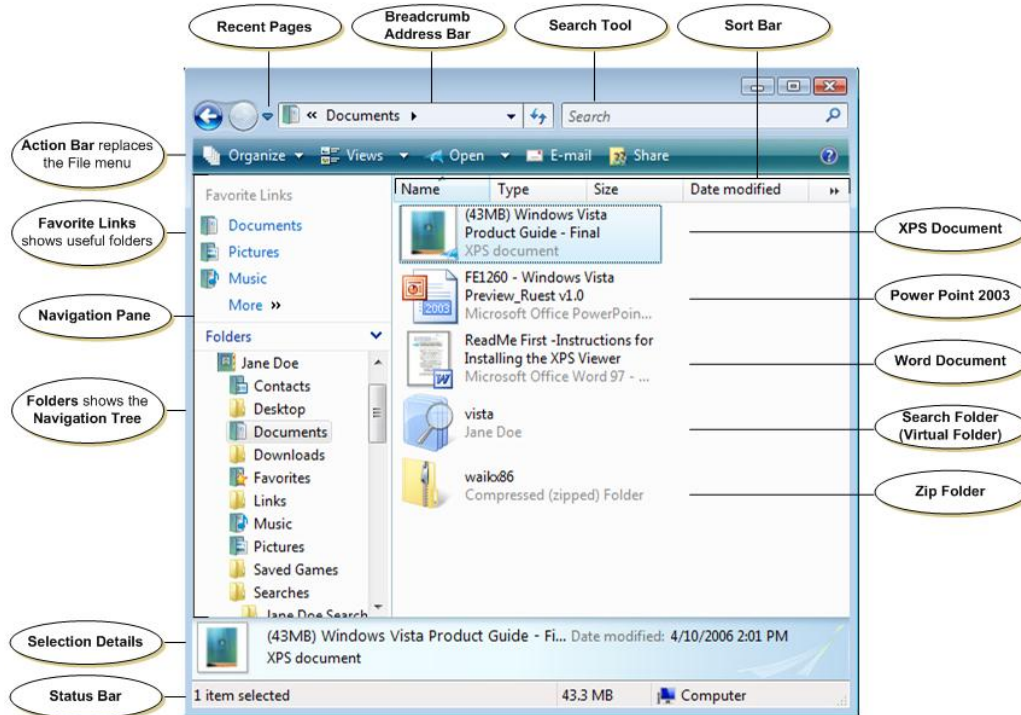 Recent Pages
Breadcrumb
Address Bar
Search Tool
Sort Bar
« Documents
Search
Action Bar replaces
the File menu
Organize
Views
Open
E-mail
Share
Favorite Links
shows useful folders
Navigation Pane
Folders shows the
Navigation Tree
Favorite Links
Documents
Pictures
Music
More »
Folders
Jane Doe
Contacts
Desktop
Documents
Downloads
Favorites
Links
Music
Pictures
Saved Games
Searches
Jane Doe Search
Name
Type
Size
Date modified
(43MB) Windows Vista
Product Guide - Final
XPS document
FE1260 - Windows Vista
Preview_Ruest v1.0
Microsoft Office PowerPoin...
2003
ReadMe First -Instructions for
Installing the XPS Viewer
Microsoft Office Word 97 - ...
vista
Jane Doe
waikx86
Compressed (zipped) Folder
XPS Document
Power Point 2003
Word Document
Search Folder
(Virtual Folder)
Zip Folder
Selection Details
(43MB) Windows Vista Product Guide - Fi... Date modified: 4/10/2006 2:01 PM
XPS document
Status Bar
1 item selected
43.3 MB
Computer